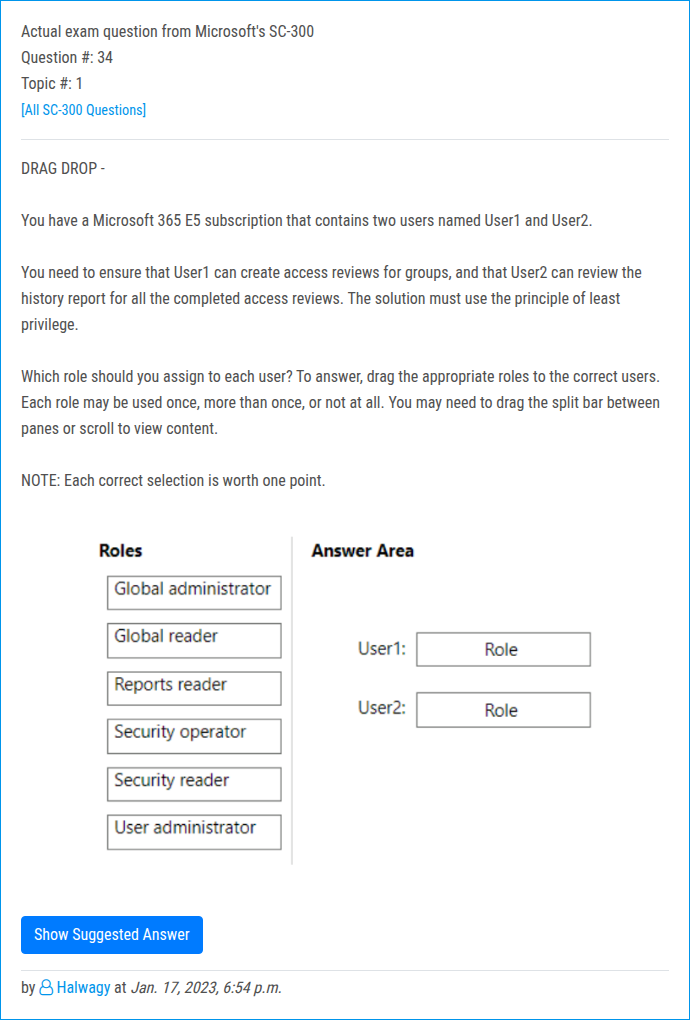 Actual exam question from Microsoft's SC-300
Question #: 34
Topic #: 1
[All SC-300 Questions]
DRAG DROP -
You have a Microsoft 365 E5 subscription that contains two users named User1 and User2.
You need to ensure that User1 can create access reviews for groups, and that User2 can review the
history report for all the completed access reviews. The solution must use the principle of least
privilege.
Which role should you assign to each user? To answer, drag the appropriate roles to the correct users.
Each role may be used once, more than once, or not at all. You may need to drag the split bar between
panes or scroll to view content.
NOTE: Each correct selection is worth one point.
Roles
Global administrator
Global reader
Reports reader
Security operator
Security reader
User administrator
Answer Area
User1: Role
User2: Role
Show Suggested Answer
by Halwagy at Jan. 17, 2023, 6:54 p.m.